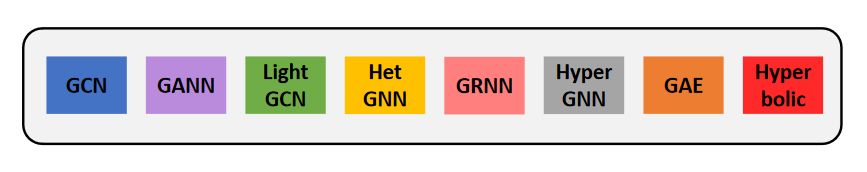 GCN
GANN
Light
GCN
Het
GNN
GRNN
Hyper
GNN
GAE
Hyper
bolic